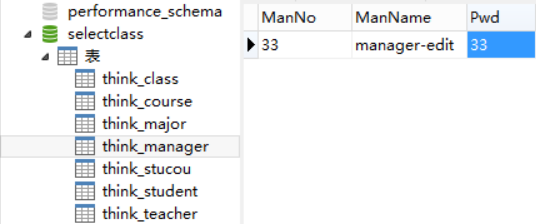 performance_schema
selectclass
表
think_class
think_course
think_major
think_manager
think_stucou
think_student
think_teacher
ManNo ManName Pwd
33 manager-edit 33